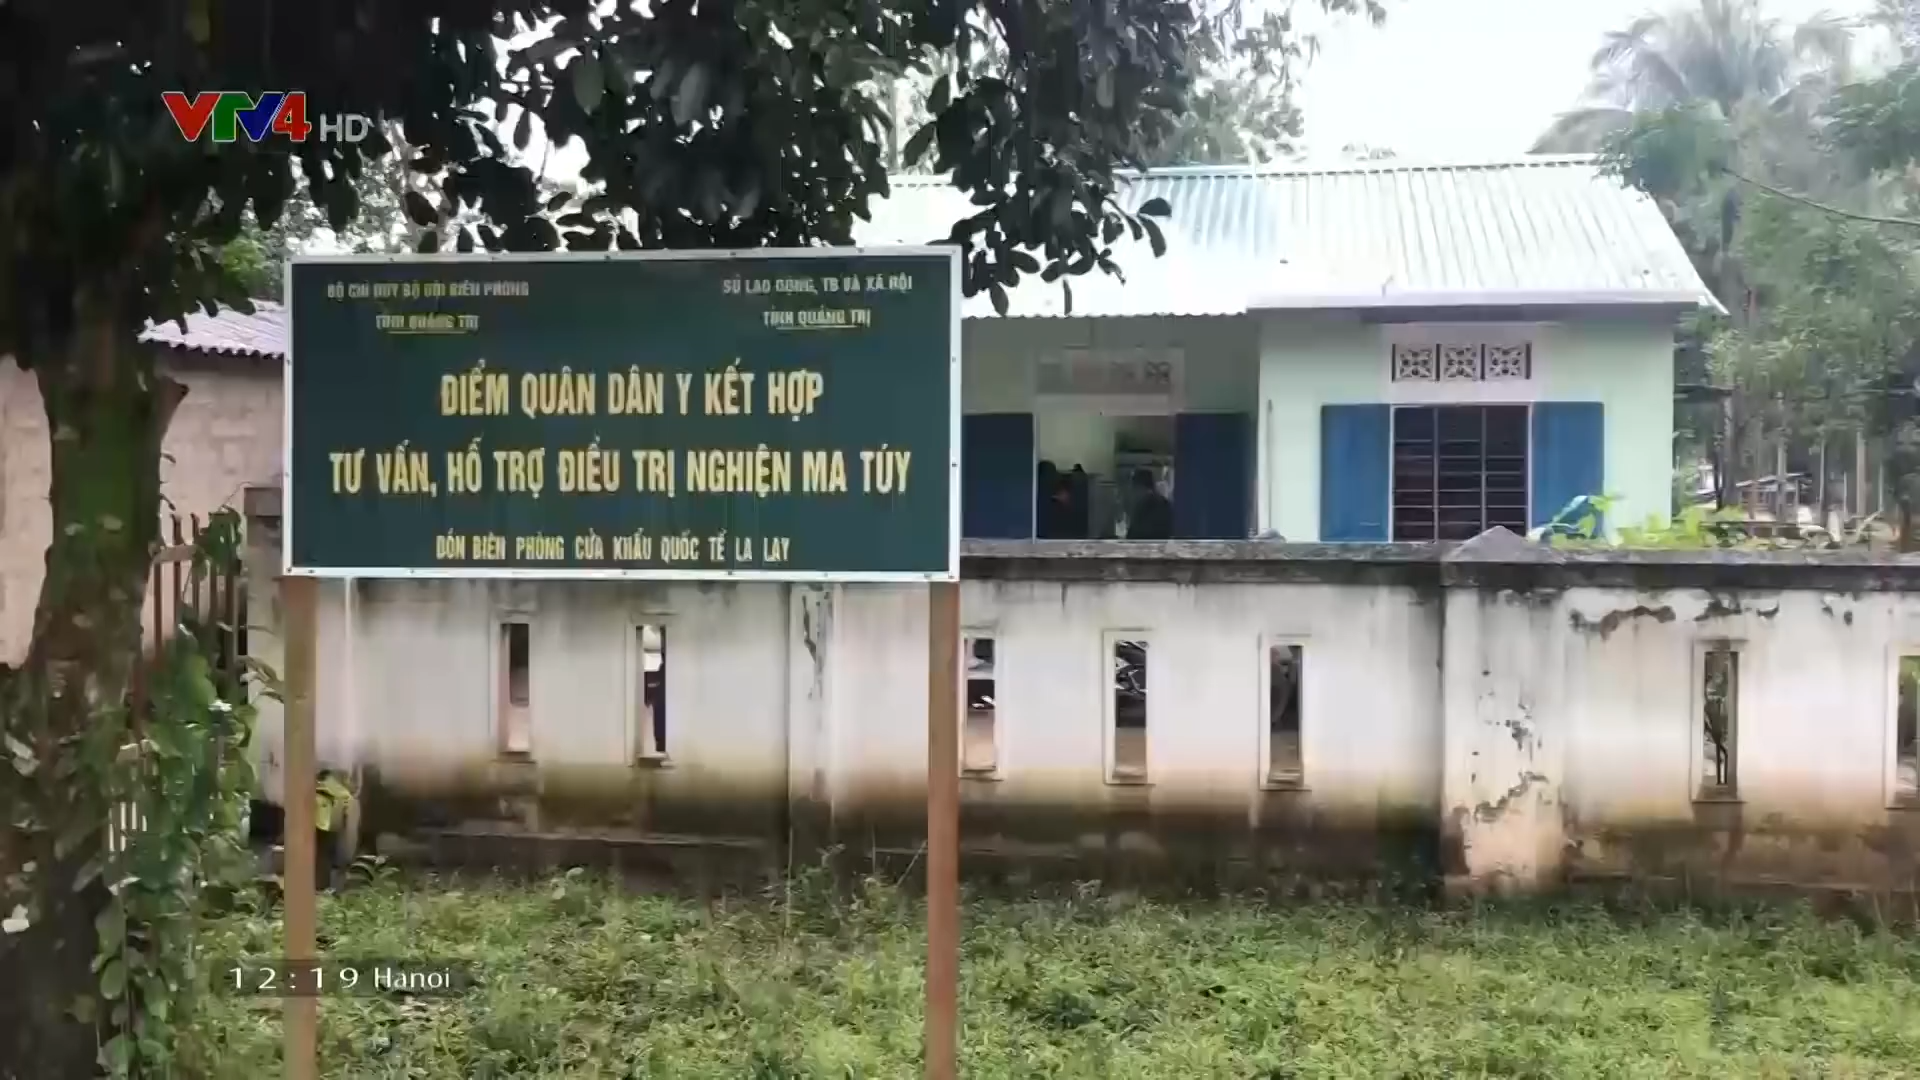 VTV4 HD
BỘ CHỈ HUY BỘ ĐỘI BIÊN PHÒNG
TỈNH QUẢNG TRỊ
SỞ LAO ĐỘNG, TB VÀ XÃ HỘI
TỈNH QUẢNG TRỊ
ĐIỂM QUÂN DÂN Y KẾT HỢP
TƯ VẤN, HỖ TRỢ ĐIỀU TRỊ NGHIỆN MA TÚY
ĐỒN BIÊN PHÒNG CỬA KHẨU QUỐC TẾ LA LAY
12:19 Hanoi